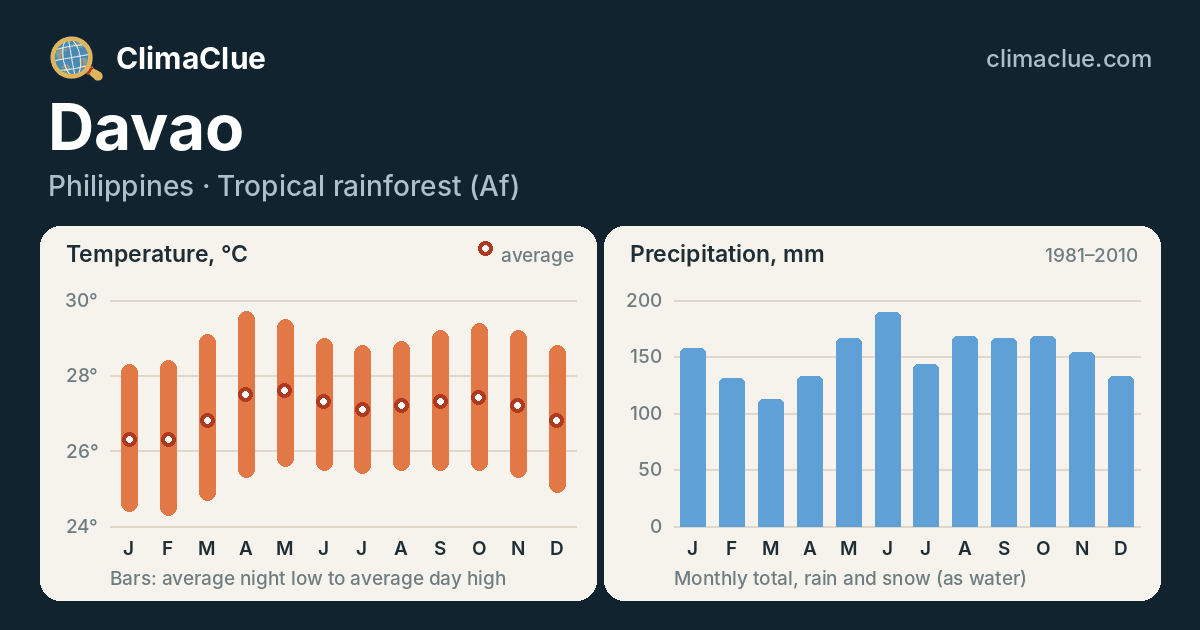 ClimaClue
climaclue.com
Davao
Philippines · Tropical rainforest (Af)
Temperature, °C
average
30°
28°
26°
24°
J F M A M J J A S O N D
Bars: average night low to average day high
Precipitation, mm
1981–2010
200
150
100
50
0
J F M A M J J A S O N D
Monthly total, rain and snow (as water)